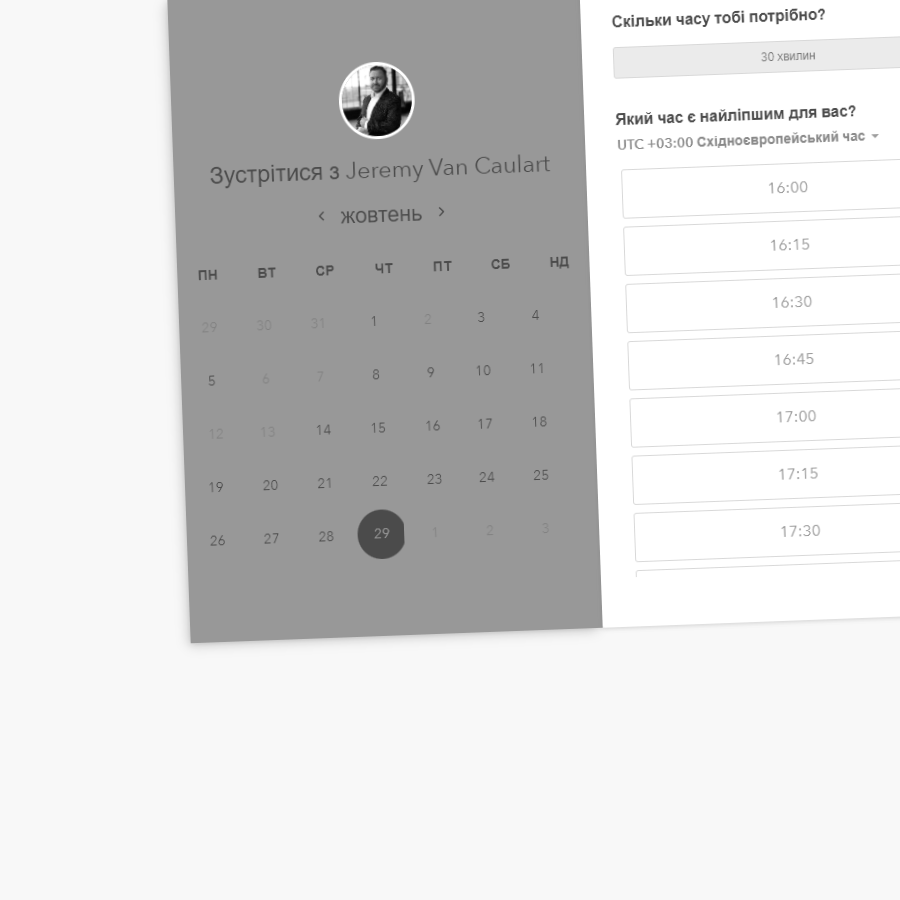 Зустрітися з Jeremy Van Caulart
‹ жовтень ›
ПН ВТ СР ЧТ ПТ СБ НД
29 30 31 1 2 3 4
5 6 7 8 9 10 11
12 13 14 15 16 17 18
19 20 21 22 23 24 25
26 27 28 29 1 2 3
Скільки часу тобі потрібно?
30 хвилин
Який час є найліпшим для вас?
UTC +03:00 Східноєвропейський час
16:00
16:15
16:30
16:45
17:00
17:15
17:30